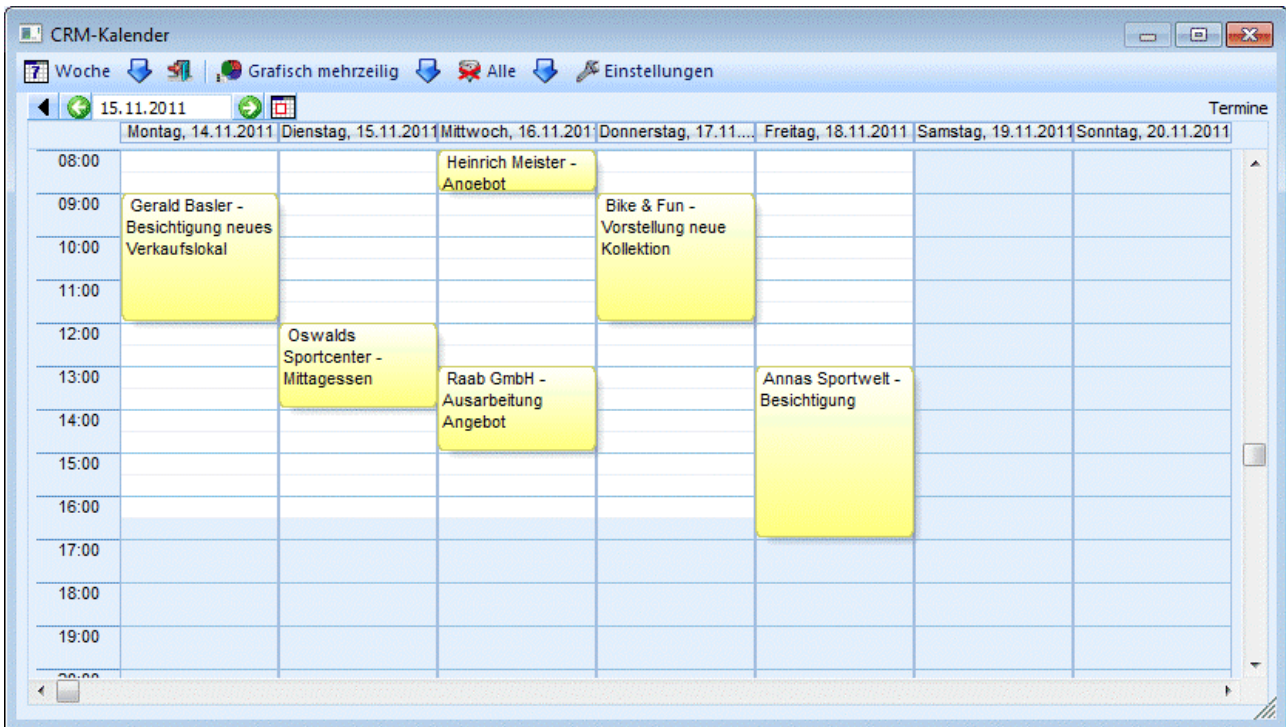 CRM-Kalender
Woche Grafisch mehrzeilig Alle Einstellungen
15.11.2011
Termine
Montag, 14.11.2011 Dienstag, 15.11.2011 Mittwoch, 16.11.201 Donnerstag, 17.11.... Freitag, 18.11.2011 Samstag, 19.11.2011 Sonntag, 20.11.2011
08:00
Heinrich Meister -
Angebot
09:00
Gerald Basler -
Besichtigung neues
Verkaufslokal
Bike & Fun -
Vorstellung neue
Kollektion
10:00
11:00
12:00
Oswalds
Sportcenter -
Mittagessen
13:00
Raab GmbH -
Ausarbeitung
Angebot
Annas Sportwelt -
Besichtigung
14:00
15:00
16:00
17:00
18:00
19:00
20:00